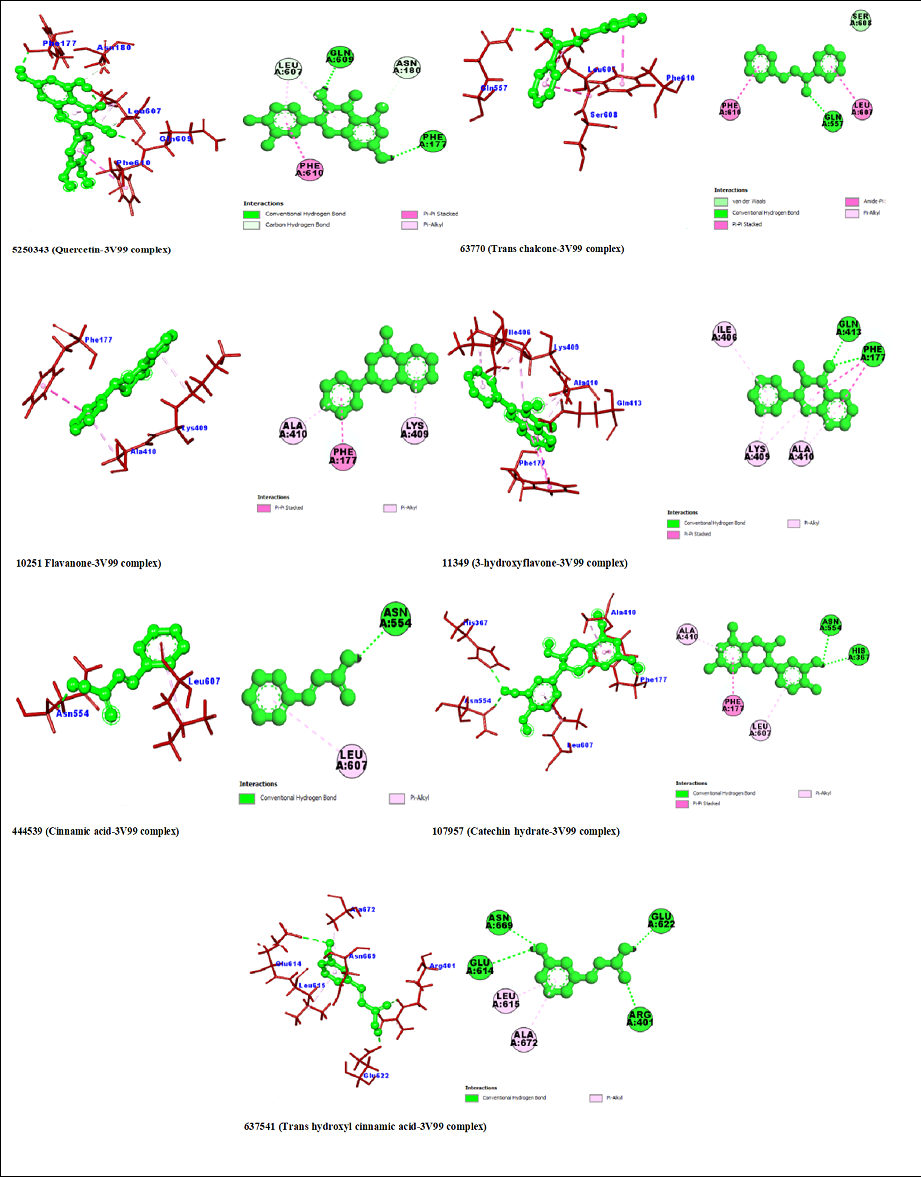 Phe177
Asn180
Leu607
Gln609
Phe610
LEU
A:607
GLN
A:609
ASN
A:180
PHE
A:177
PHE
A:610
Interactions
Conventional Hydrogen Bond
Carbon Hydrogen Bond
Pi-Pi Stacked
Pi-Alkyl
5250343 (Quercetin-3V99 complex)
Gln557
Leu607
Phe610
Ser608
SER
A:608
PHE
A:610
GLN
A:557
LEU
A:607
Interactions
van der Waals
Conventional Hydrogen Bond
Pi-Pi Stacked
Amide-Pi
Pi-Alkyl
63770 (Trans chalcone-3V99 complex)
Phe177
Lys409
Ala410
ALA
A:410
PHE
A:177
LYS
A:409
Interactions
Pi-Pi Stacked
Pi-Alkyl
10251 Flavanone-3V99 complex)
Ile406
Lys409
Ala410
Gln413
Phe177
ILE
A:406
GLN
A:413
PHE
A:177
LYS
A:409
ALA
A:410
Interactions
Conventional Hydrogen Bond
Pi-Pi Stacked
Pi-Alkyl
11349 (3-hydroxyflavone-3V99 complex)
Asn554
Leu607
ASN
A:554
LEU
A:607
Interactions
Conventional Hydrogen Bond
Pi-Alkyl
444539 (Cinnamic acid-3V99 complex)
His367
Ala410
Phe177
Asn554
Leu607
ALA
A:410
ASN
A:554
HIS
A:367
PHE
A:177
LEU
A:607
Interactions
Conventional Hydrogen Bond
Pi-Pi Stacked
Pi-Alkyl
107957 (Catechin hydrate-3V99 complex)
Ala672
Asn669
Glu614
Leu615
Arg401
Glu622
ASN
A:669
GLU
A:614
LEU
A:615
ALA
A:672
GLU
A:622
ARG
A:401
Interactions
Conventional Hydrogen Bond
Pi-Alkyl
637541 (Trans hydroxyl cinnamic acid-3V99 complex)